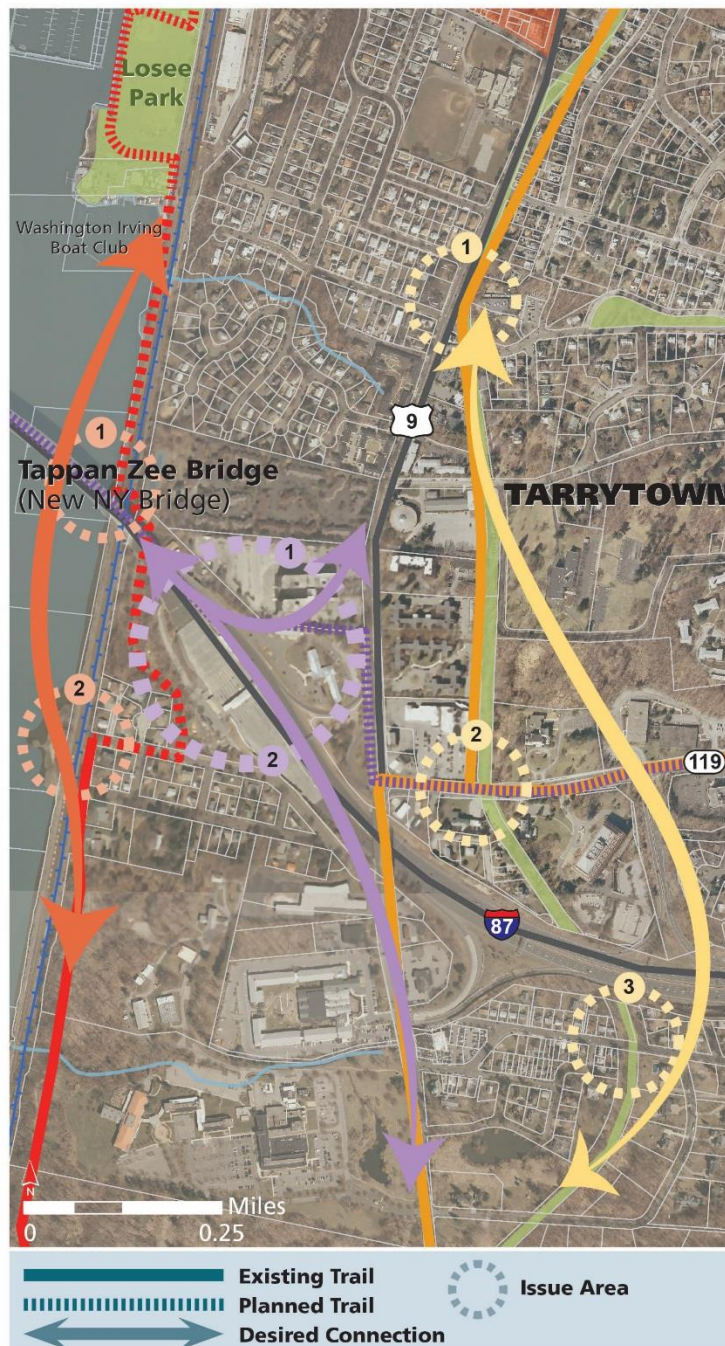 Losee
Park
Washington Irving
Boat Club
1
1
9
Tappan Zee Bridge
(New NY Bridge)
TARRYTOWN
1
2
2
2
119
87
3
N
Miles
0
0.25
Existing Trail
Issue Area
Planned Trail
Desired Connection